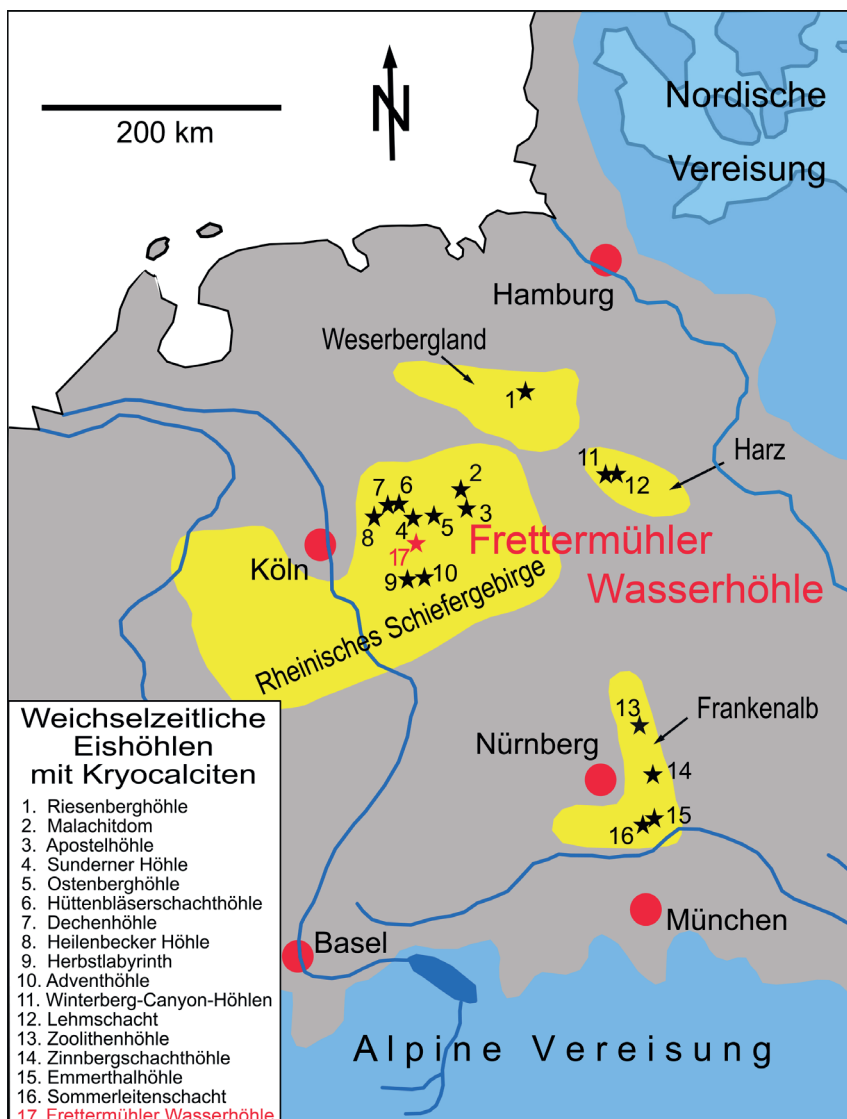 Nordische
Vereisung
200 km
N
Hamburg
Weserbergland
1
Harz
11
12
2
3
7
6
8
4
5
17
Frettermühler
Wasserhöhle
Köln
9
10
Rheinisches Schiefergebirge
13
Frankenalb
Nürnberg
14
15
16
München
Basel
Alpine Vereisung
Weichselzeitliche
Eishöhlen
mit Kryocalciten
1. Riesenberghöhle
2. Malachitdom
3. Apostelhöhle
4. Sunderner Höhle
5. Ostenberghöhle
6. Hüttenbläserschachthöhle
7. Dechenhöhle
8. Heilenbecker Höhle
9. Herbstlabyrinth
10. Adventhöhle
11. Winterberg-Canyon-Höhlen
12. Lehmschacht
13. Zoolithenhöhle
14. Zinnbergschachthöhle
15. Emmerthalhöhle
16. Sommerleitenschacht
17. Frettermühler Wasserhöhle